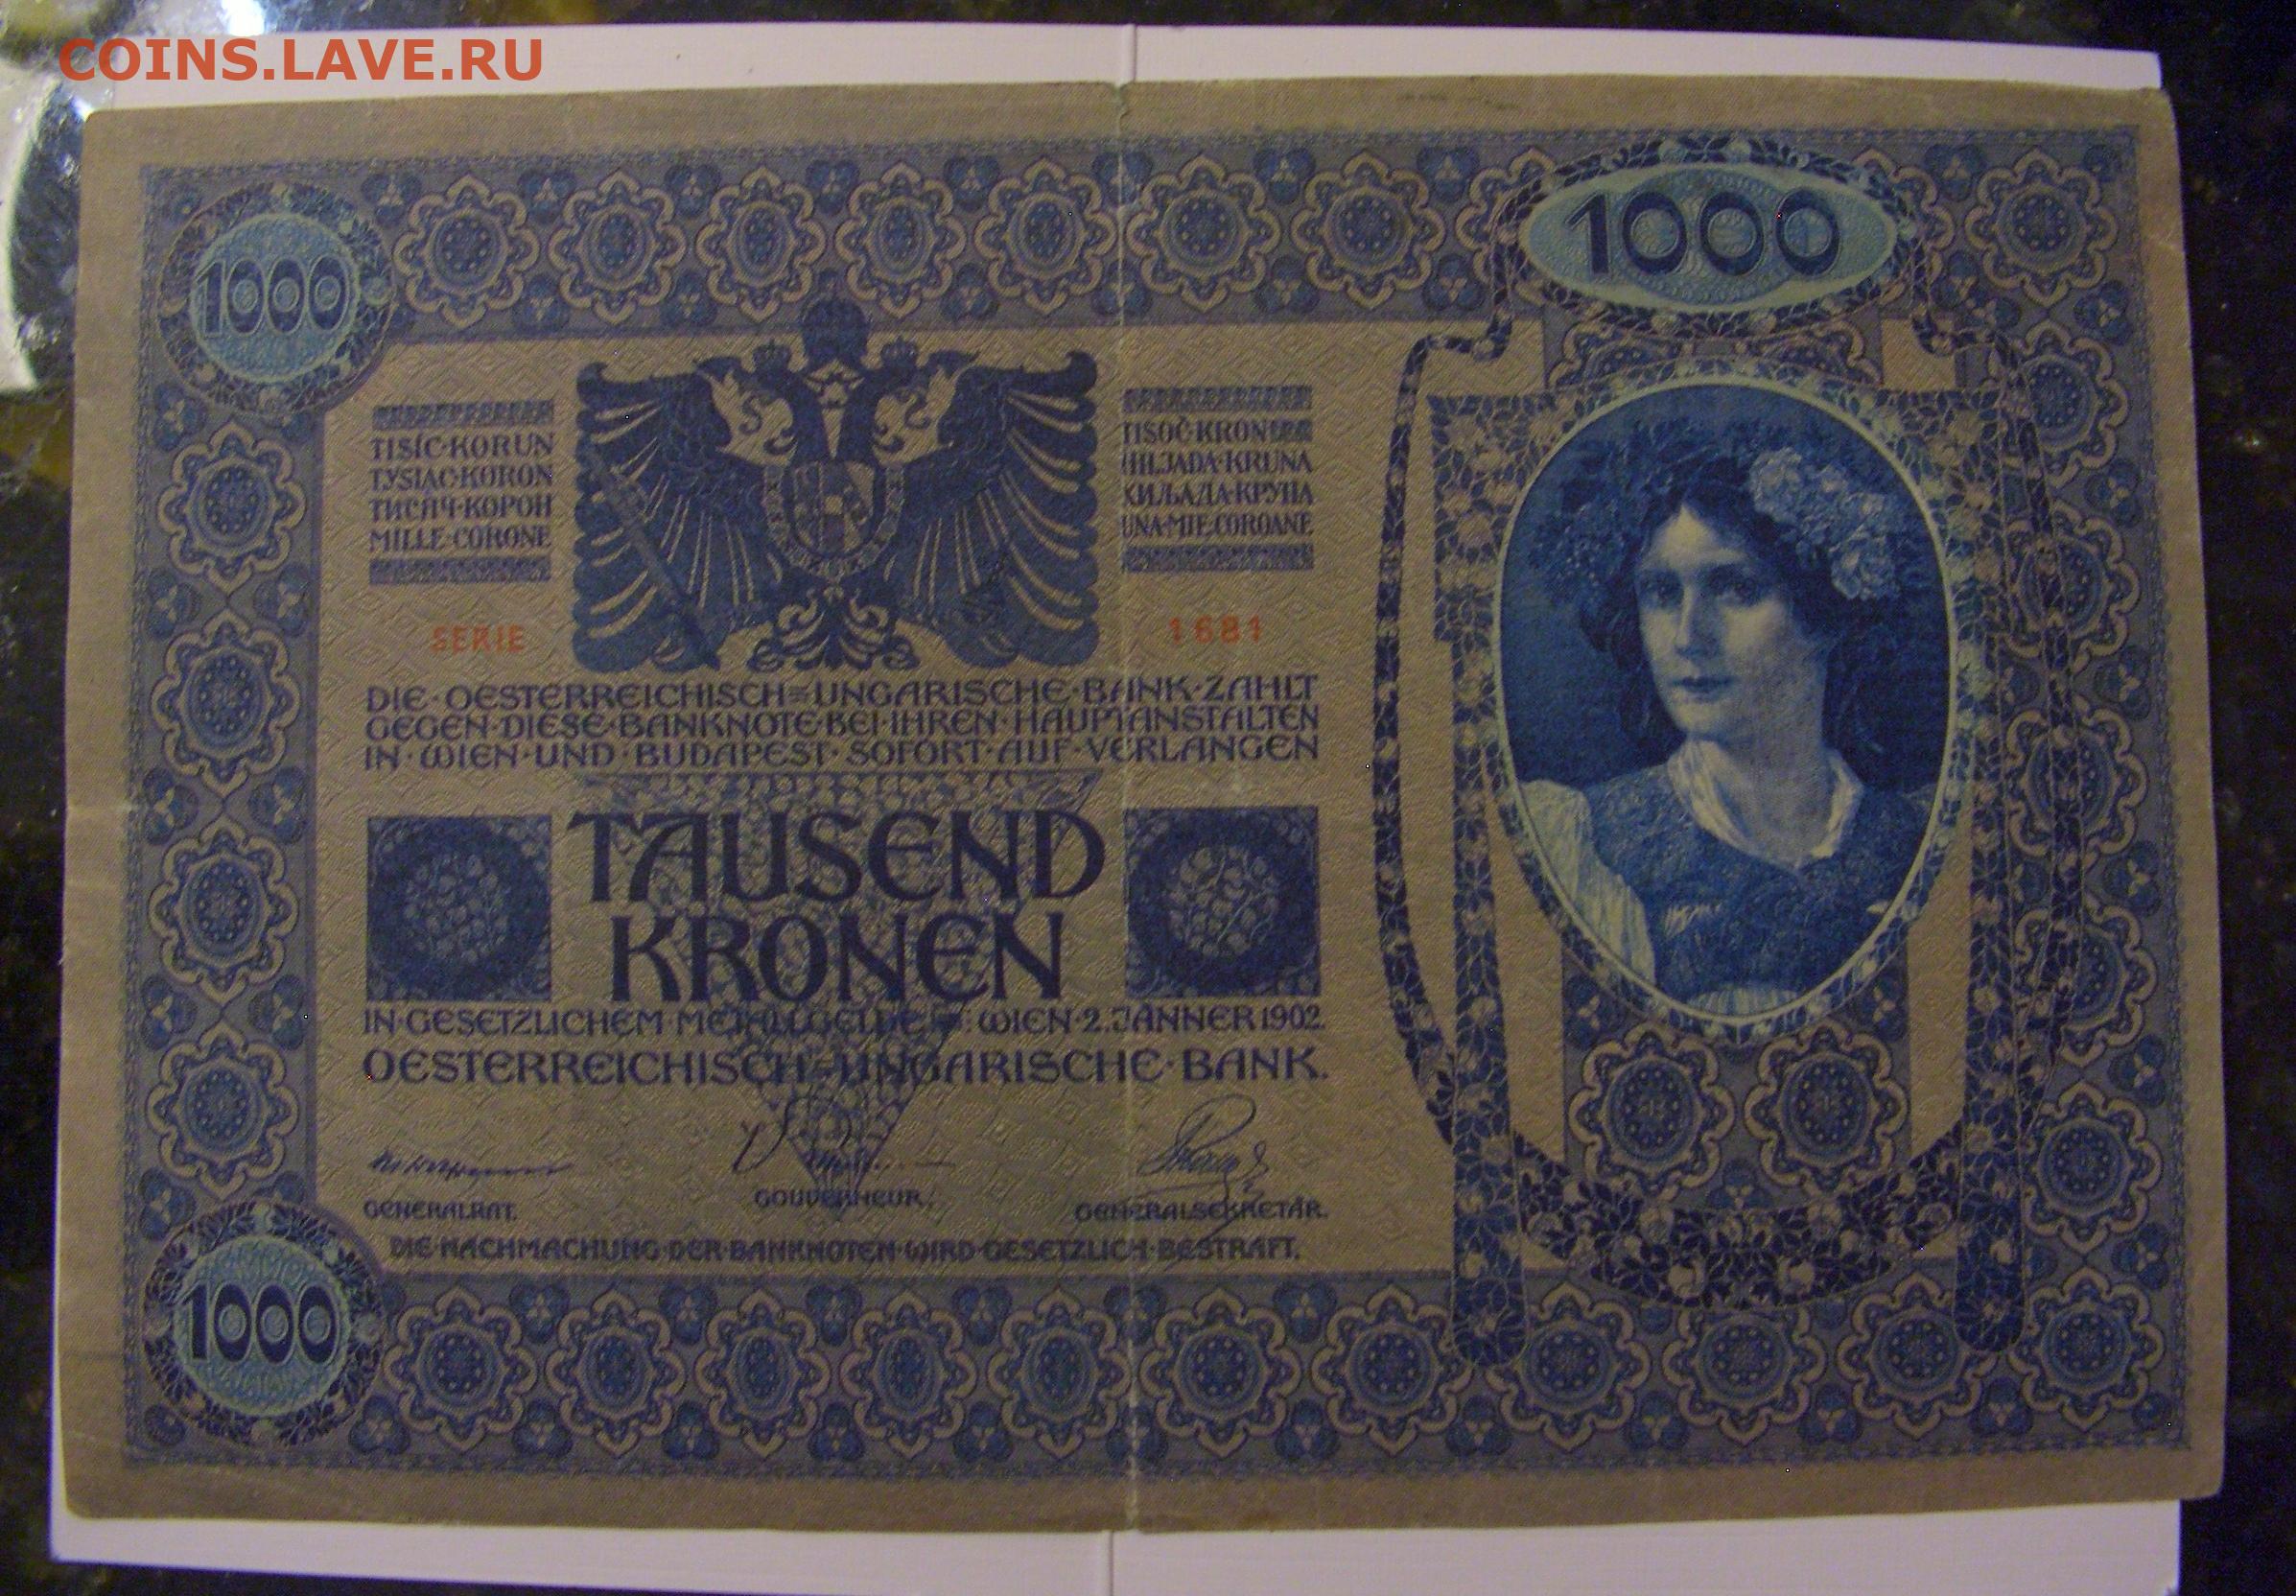 COINS.LAVE.RU
1000
1000
TISÍC·KORUN
TYSIĄC·KORON
ТИСЯЧ·КОРОН
MILLE·CORONE
TISOČ·KRON
HILJADA·KRUNA
ХИЉАДА·КРУНА
UNA·MIE·COROANE
SERIE 1681
DIE·OESTERREICHISCH=UNGARISCHE·BANK·ZAHLT
GEGEN·DIESE·BANKNOTE·BEI·IHREN·HAUPTANSTALTEN
IN·WIEN·UND·BUDAPEST·SOFORT·AUF·VERLANGEN
TAUSEND
KRONEN
IN·GESETZLICHEM·METALLGELDE=:WIEN·2.JÄNNER 1902.
OESTERREICHISCH=UNGARISCHE·BANK.
GENERALRAT.
GOUVERNEUR.
GENERALSEKRETÄR.
DIE·NACHMACHUNG·DER·BANKNOTEN·WIRD·GESETZLICH·BESTRAFT.
1000